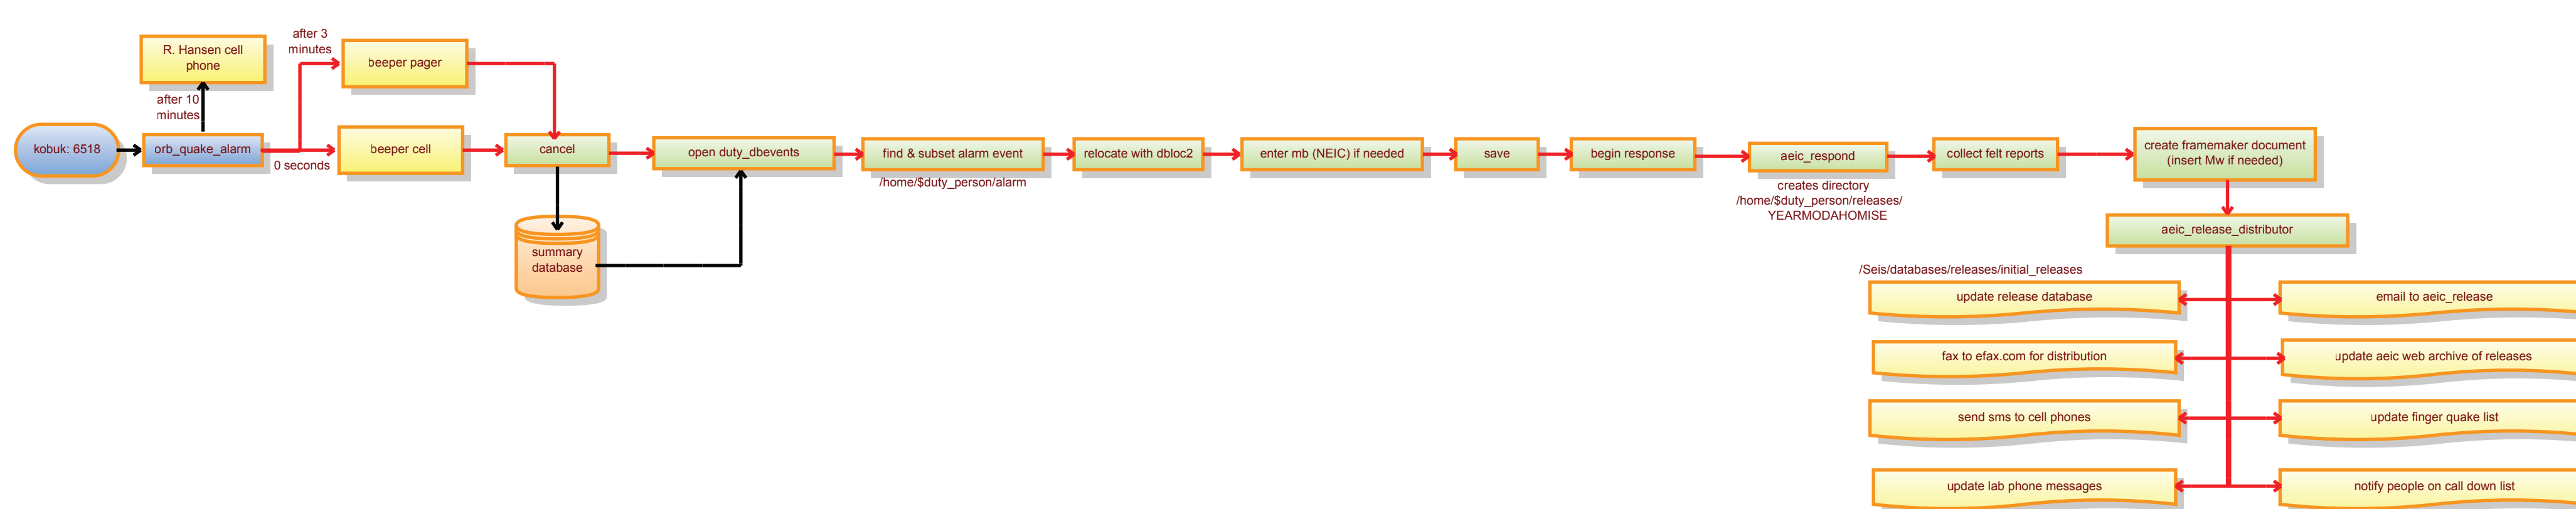 after 3
minutes
R. Hansen cell
phone
beeper pager
after 10
minutes
kobuk: 6518
orb_quake_alarm
0 seconds
beeper cell
cancel
open duty_dbevents
find & subset alarm event
/home/$duty_person/alarm
relocate with dbloc2
enter mb (NEIC) if needed
save
begin response
aeic_respond
creates directory
/home/$duty_person/releases/
YEARMODAHOMISE
collect felt reports
create framemaker document
(insert Mw if needed)
summary
database
aeic_release_distributor
/Seis/databases/releases/initial_releases
update release database
email to aeic_release
fax to efax.com for distribution
update aeic web archive of releases
send sms to cell phones
update finger quake list
update lab phone messages
notify people on call down list